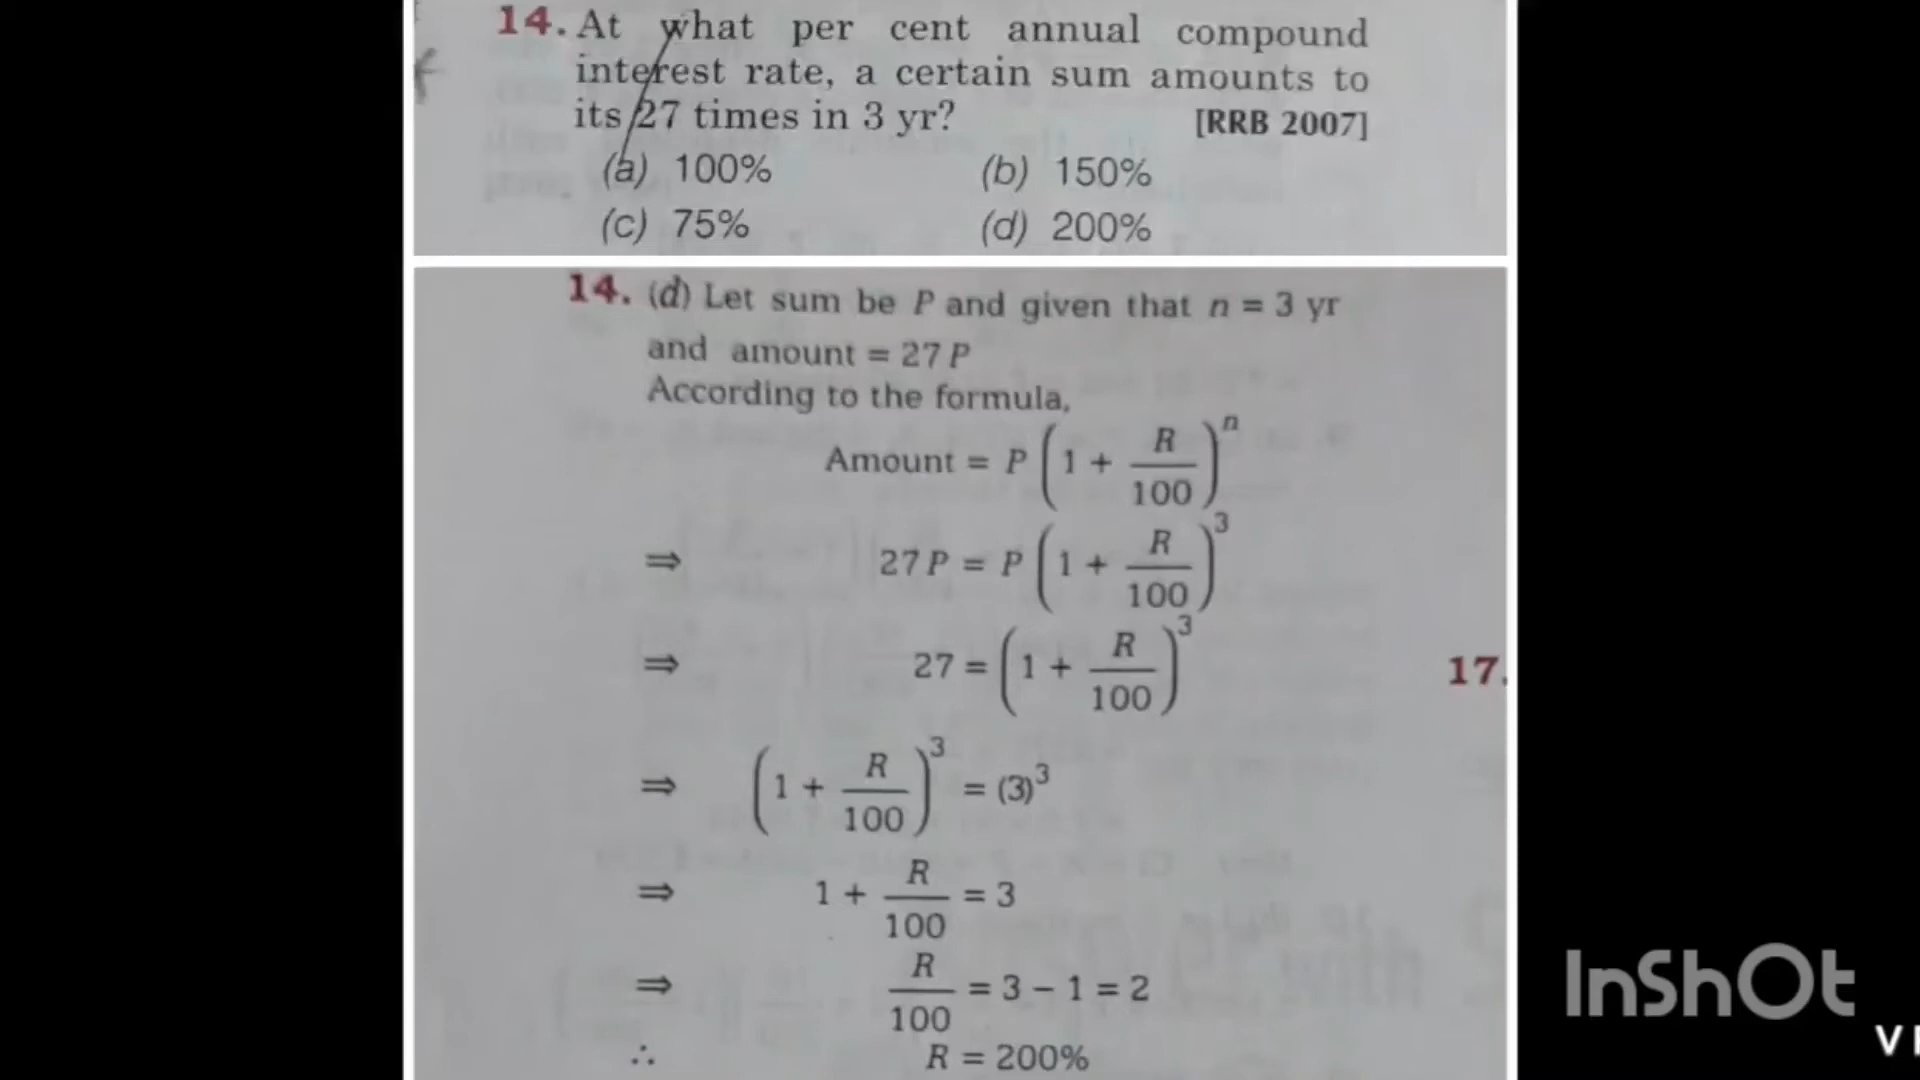 14. At what per cent annual compound
interest rate, a certain sum amounts to
its 27 times in 3 yr? [RRB 2007]
(a) 100% (b) 150%
(c) 75% (d) 200%
14. (d) Let sum be P and given that n = 3 yr
and amount = 27 P
According to the formula,
Amount = P (1 + R/100)^n
⇒ 27 P = P (1 + R/100)^3
⇒ 27 = (1 + R/100)^3
17.
⇒ (1 + R/100)^3 = (3)^3
⇒ 1 + R/100 = 3
⇒ R/100 = 3 − 1 = 2
∴ R = 200%
InShOt